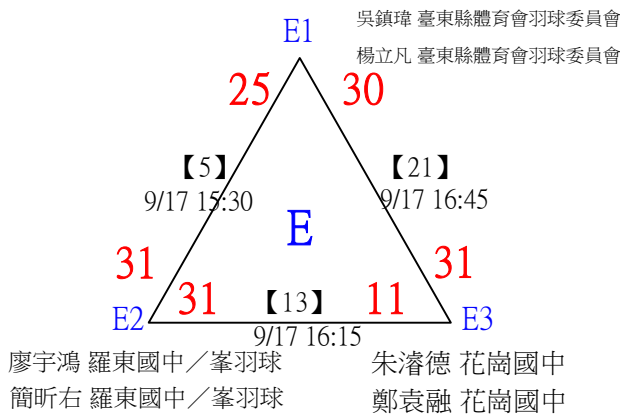 E1
吳鎮瑋 臺東縣體育會羽球委員會
楊立凡 臺東縣體育會羽球委員會
25
30
【5】
9/17 15:30
【21】
9/17 16:45
E
31
31
31
【13】
11
E2
9/17 16:15
E3
廖宇鴻 羅東國中／峯羽球
簡昕右 羅東國中／峯羽球
朱濬德 花崗國中
鄭袁融 花崗國中